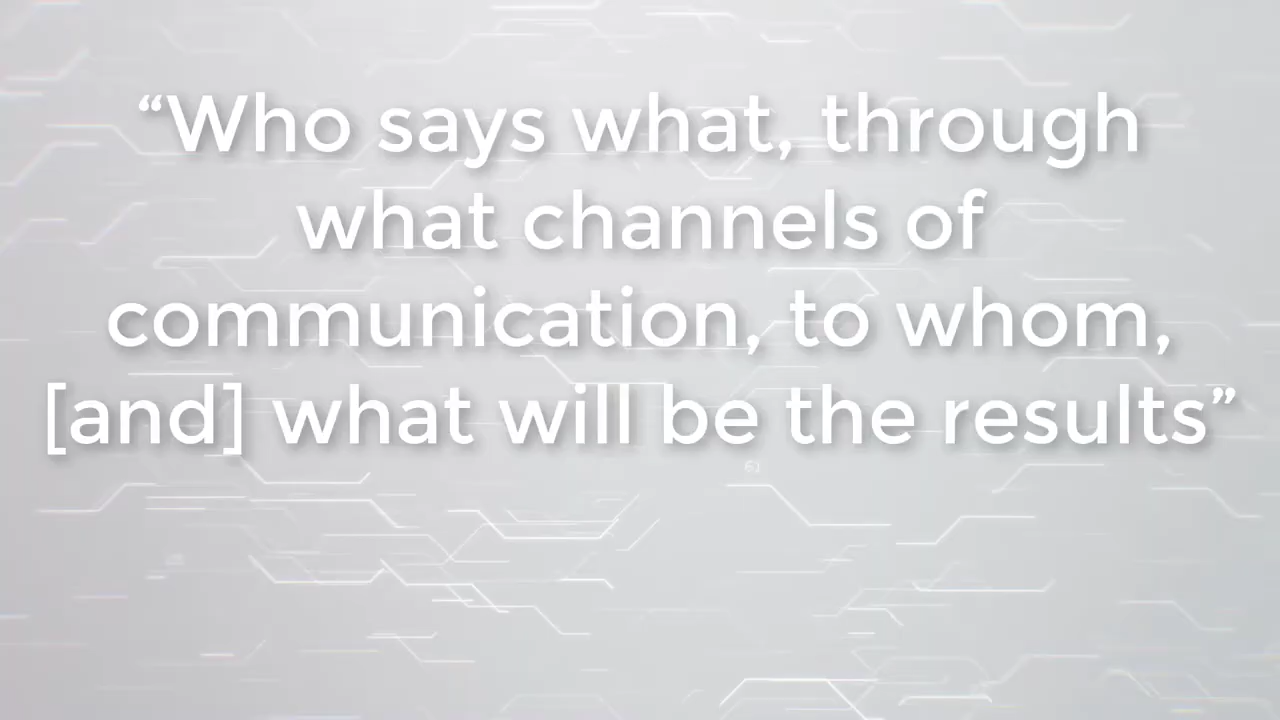 “Who says what, through
what channels of
communication, to whom,
[and] what will be the results”